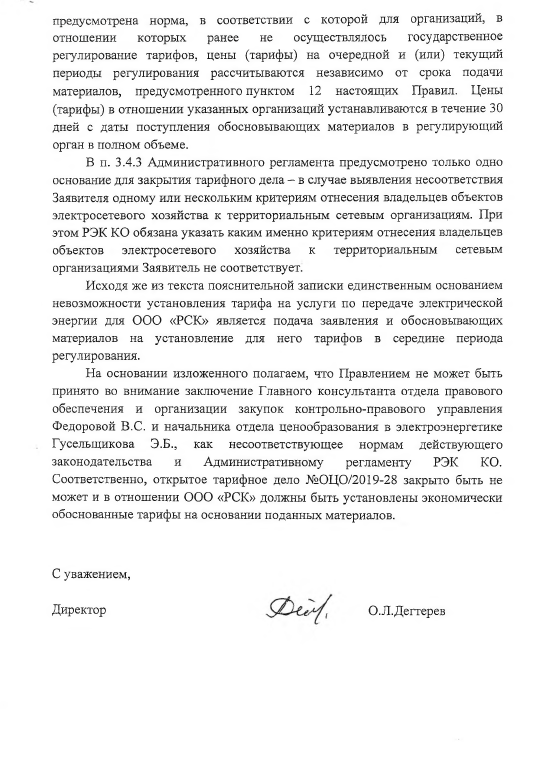 предусмотрена норма, в соответствии с которой для организаций, в
отношении которых ранее не осуществлялось государственное
регулирование тарифов, цены (тарифы) на очередной и (или) текущий
периоды регулирования рассчитываются независимо от срока подачи
материалов, предусмотренного пунктом 12 настоящих Правил. Цены
(тарифы) в отношении указанных организаций устанавливаются в течение 30
дней с даты поступления обосновывающих материалов в регулирующий
орган в полном объеме.
В п. 3.4.3 Административного регламента предусмотрено только одно
основание для закрытия тарифного дела – в случае выявления несоответствия
Заявителя одному или нескольким критериям отнесения владельцев объектов
электросетевого хозяйства к территориальным сетевым организациям. При
этом РЭК КО обязана указать каким именно критериям отнесения владельцев
объектов электросетевого хозяйства к территориальным сетевым
организациями Заявитель не соответствует.
Исходя же из текста пояснительной записки единственным основанием
невозможности установления тарифа на услуги по передаче электрической
энергии для ООО «РСК» является подача заявления и обосновывающих
материалов на установление для него тарифов в середине периода
регулирования.
На основании изложенного полагаем, что Правлением не может быть
принято во внимание заключение Главного консультанта отдела правового
обеспечения и организации закупок контрольно-правового управления
Федоровой В.С. и начальника отдела ценообразования в электроэнергетике
Гусельщикова Э.Б., как несоответствующее нормам действующего
законодательства и Административному регламенту РЭК КО.
Соответственно, открытое тарифное дело №ОЦО/2019-28 закрыто быть не
может и в отношении ООО «РСК» должны быть установлены экономически
обоснованные тарифы на основании поданных материалов.
С уважением,
Директор О.Л.Дегтерев